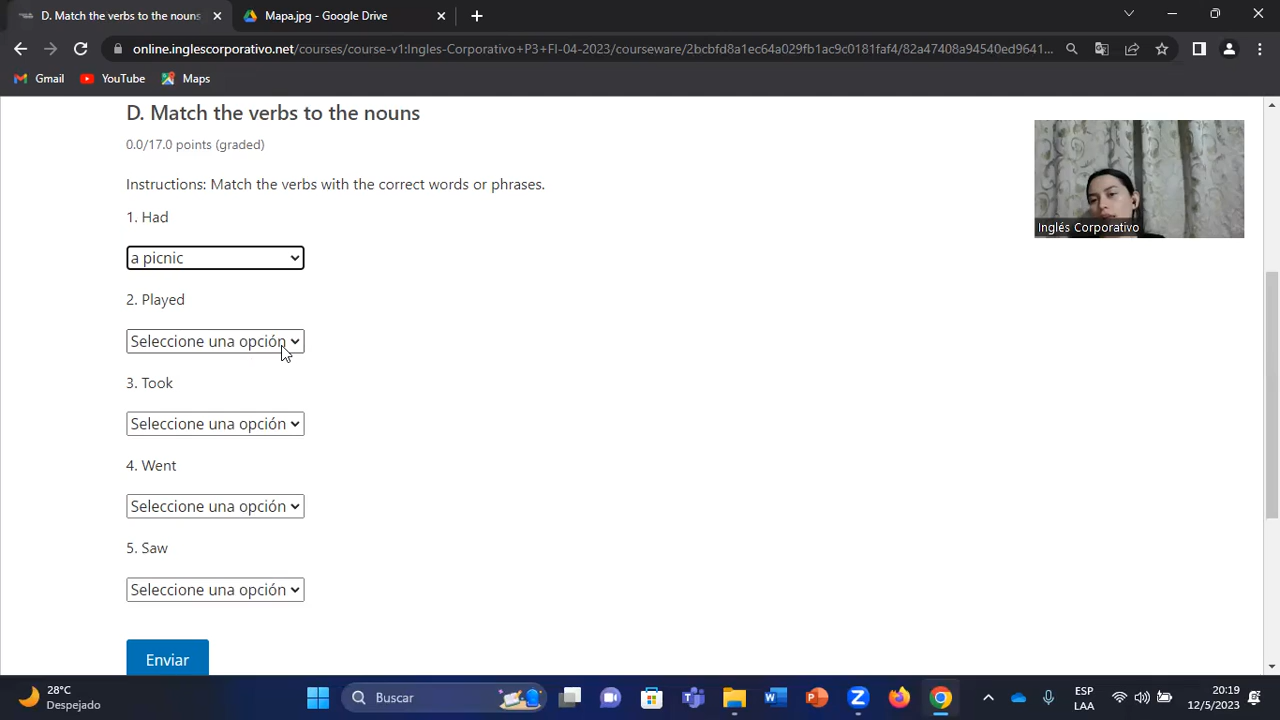 D. Match the verbs to the nouns
Mapa.jpg - Google Drive
online.inglescorporativo.net/courses/course-v1:Ingles-Corporativo+P3+FI-04-2023/courseware/2bcbfd8a1ec64a029fb1ac9c0181faf4/82a47408a94540ed9641...
Gmail YouTube Maps
D. Match the verbs to the nouns
0.0/17.0 points (graded)
Instructions: Match the verbs with the correct words or phrases.
1. Had
a picnic
2. Played
Seleccione una opción
3. Took
Seleccione una opción
4. Went
Seleccione una opción
5. Saw
Seleccione una opción
Enviar
Inglés Corporativo
28°C
Despejado
Buscar
ESP
LAA
20:19
12/5/2023